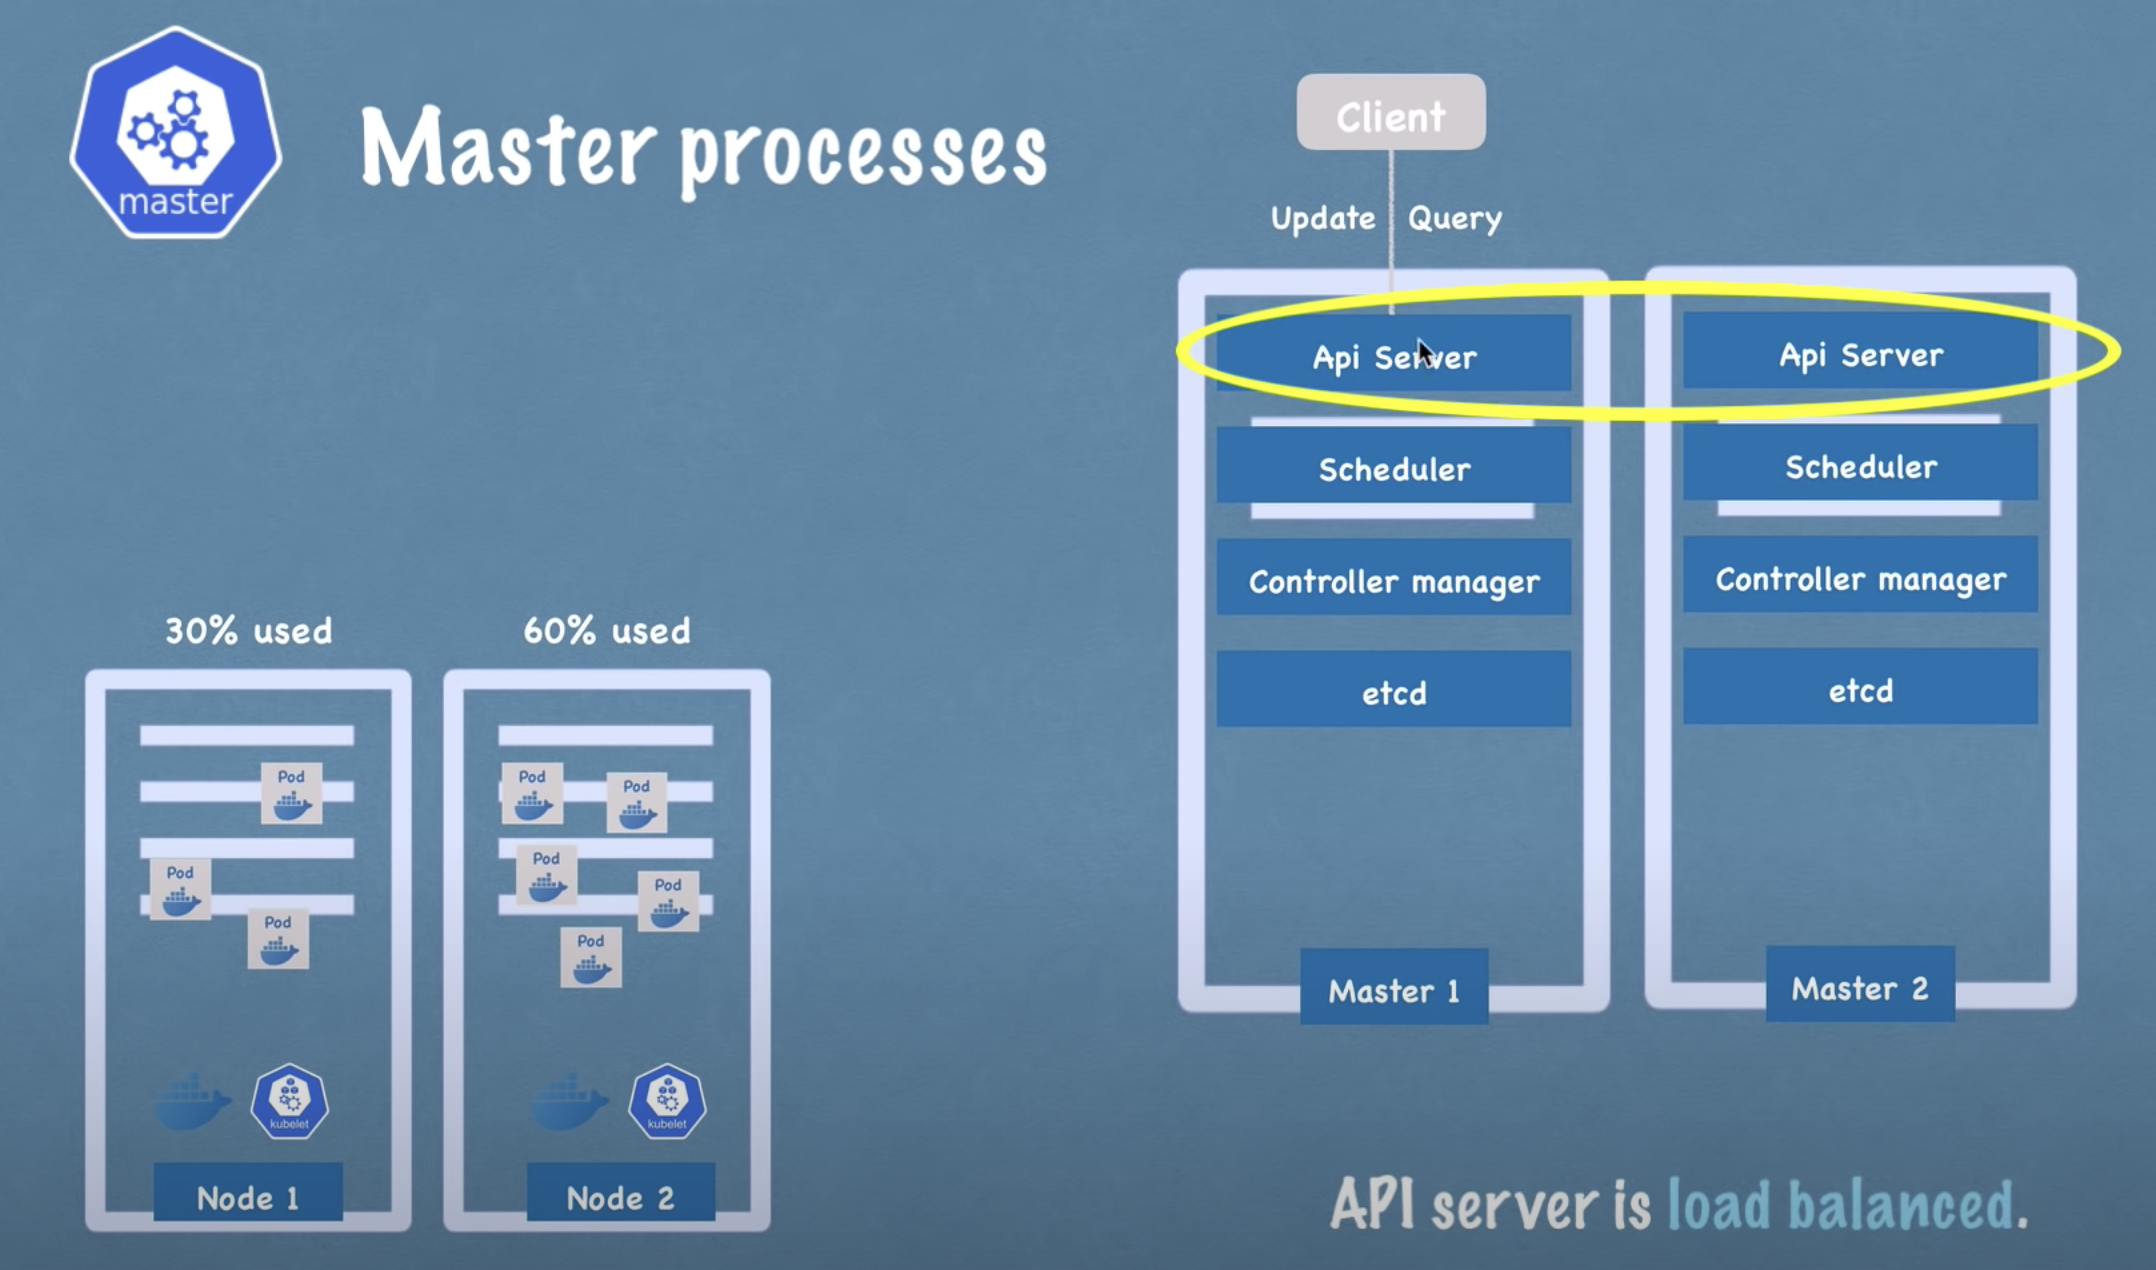 master
Master processes
Client
Update Query
Api Server
Scheduler
Controller manager
etcd
Master 1
Api Server
Scheduler
Controller manager
etcd
Master 2
30% used
Pod
Pod
Pod
kubelet
Node 1
60% used
Pod
Pod
Pod
Pod
Pod
kubelet
Node 2
API server is load balanced.